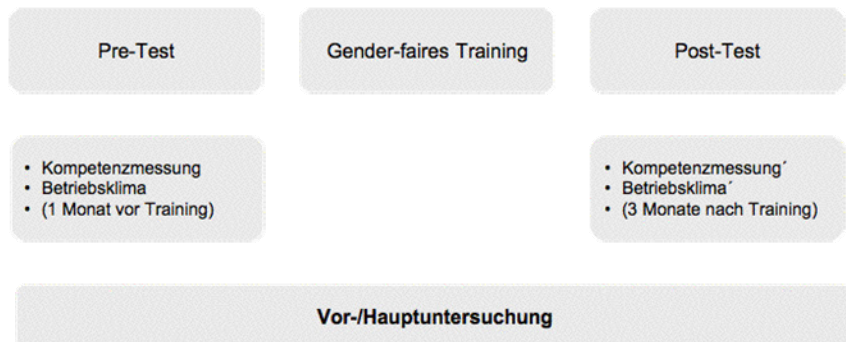 Pre-Test
Gender-faires Training
Post-Test
• Kompetenzmessung
• Betriebsklima
• (1 Monat vor Training)
• Kompetenzmessung´
• Betriebsklima´
• (3 Monate nach Training)
Vor-/Hauptuntersuchung